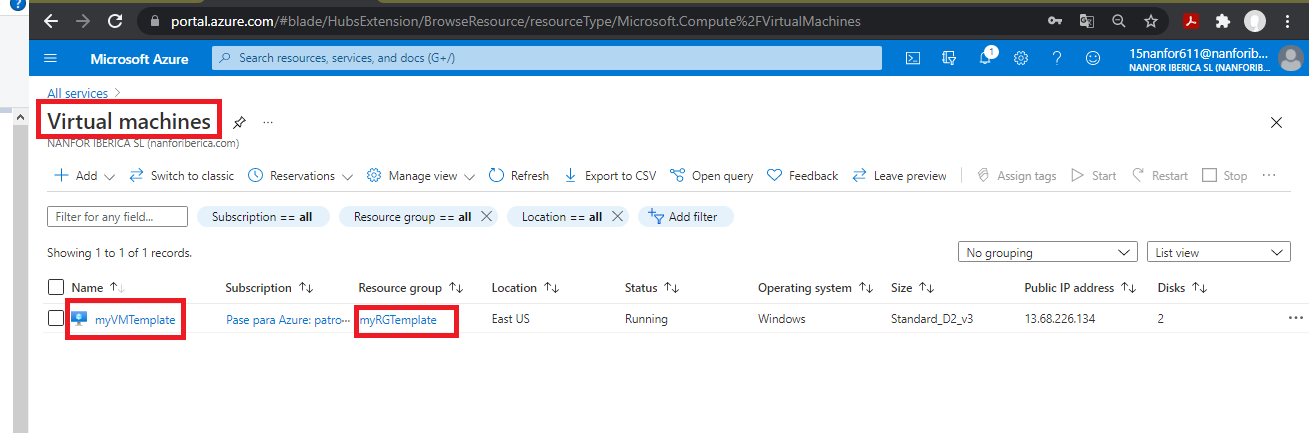 portal.azure.com/#blade/HubsExtension/BrowseResource/resourceType/Microsoft.Compute%2FVirtualMachines
Microsoft Azure
Search resources, services, and docs (G+/)
1
15nanfor611@nanforib...
NANFOR IBERICA SL (NANFORIB...
All services >
Virtual machines
...
NANFOR IBERICA SL (nanforiberica.com)
Add Switch to classic Reservations Manage view Refresh Export to CSV Open query Feedback Leave preview Assign tags Start Restart Stop ...
Filter for any field... Subscription == all Resource group == all Location == all Add filter
Showing 1 to 1 of 1 records. No grouping List view
Name Subscription Resource group Location Status Operating system Size Public IP address Disks
myVMTemplate Pase para Azure: patro... myRGTemplate East US Running Windows Standard_D2_v3 13.68.226.134 2 ...